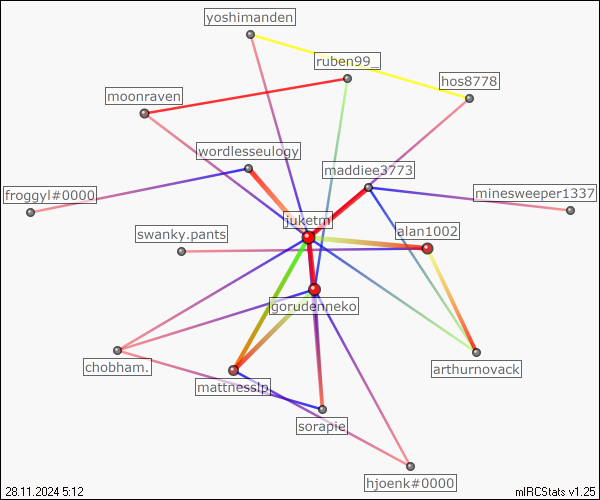 yoshimanden
ruben99_
hos8778
moonraven
wordlesseulogy
maddiee3773
froggyl#0000
minesweeper1337
juketm
swanky.pants
alan1002
gorudenneko
chobham.
arthurnovack
mattnesslp
sorapie
hjoenk#0000
28.11.2024 5:12
mIRCStats v1.25